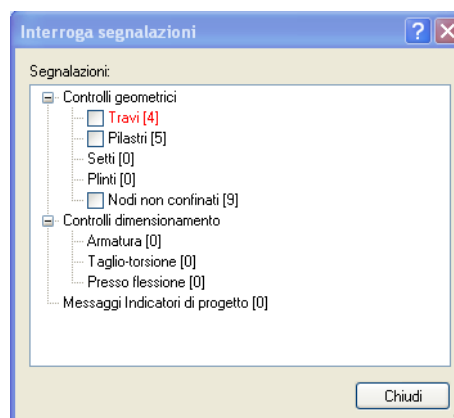 Interroga segnalazioni
Segnalazioni:
Controlli geometrici
Travi [4]
Pilastri [5]
Setti [0]
Plinti [0]
Nodi non confinati [9]
Controlli dimensionamento
Armatura [0]
Taglio-torsione [0]
Presso flessione [0]
Messaggi Indicatori di progetto [0]
Chiudi